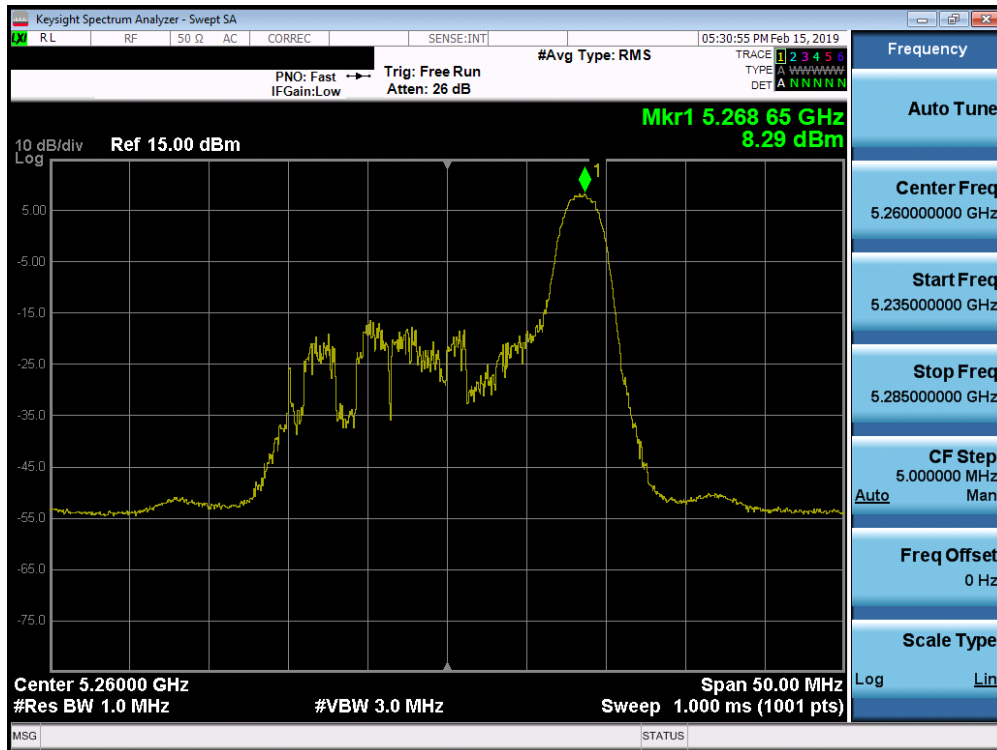 Keysight Spectrum Analyzer - Swept SA
LXI RL RF 50 Ω AC CORREC SENSE:INT 05:30:55 PM Feb 15, 2019
#Avg Type: RMS
TRACE 1 2 3 4 5 6
TYPE A WWWWW
DET A N N N N N
PNO: Fast
IFGain:Low
Trig: Free Run
Atten: 26 dB
Mkr1 5.268 65 GHz
8.29 dBm
10 dB/div
Log
Ref 15.00 dBm
1
5.00
-5.00
-15.0
-25.0
-35.0
-45.0
-55.0
-65.0
-75.0
Center 5.26000 GHz
Span 50.00 MHz
#Res BW 1.0 MHz
#VBW 3.0 MHz
Sweep 1.000 ms (1001 pts)
MSG
STATUS
Frequency
Auto Tune
Center Freq
5.260000000 GHz
Start Freq
5.235000000 GHz
Stop Freq
5.285000000 GHz
CF Step
5.000000 MHz
Auto Man
Freq Offset
0 Hz
Scale Type
Log Lin